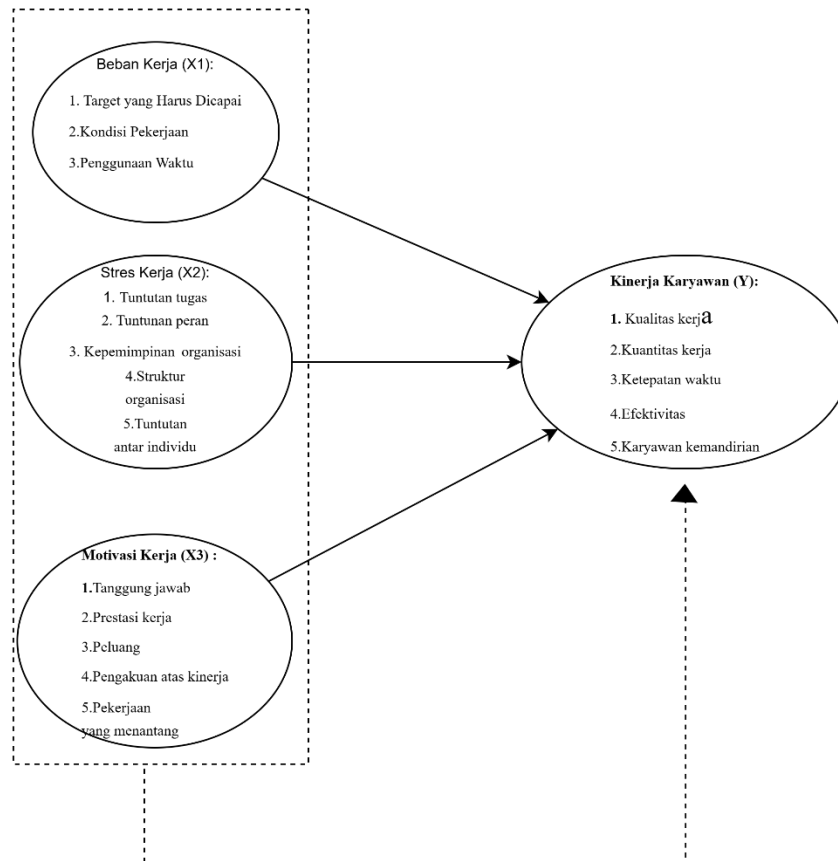 Beban Kerja (X1):
1. Target yang Harus Dicapai
2.Kondisi Pekerjaan
3.Penggunaan Waktu
Stres Kerja (X2):
1. Tuntutan tugas
2. Tuntunan peran
3. Kepemimpinan organisasi
4.Struktur
organisasi
5.Tuntutan
antar individu
Motivasi Kerja (X3) :
1.Tanggung jawab
2.Prestasi kerja
3.Peluang
4.Pengakuan atas kinerja
5.Pekerjaan
yang menantang
Kinerja Karyawan (Y):
1. Kualitas kerja
2.Kuantitas kerja
3.Ketepatan waktu
4.Efektivitas
5.Karyawan kemandirian